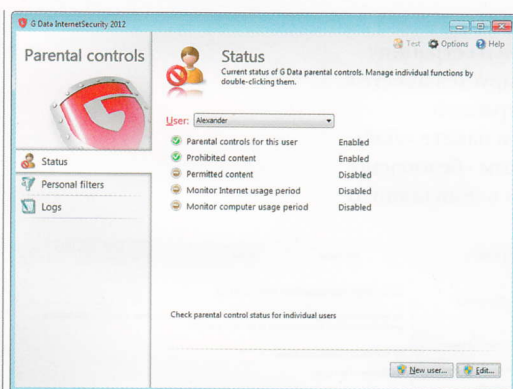 G Data InternetSecurity 2012
Parental controls
Test Options Help
Status
Current status of G Data parental controls. Manage individual functions by
double-clicking them.
User: Alexander
Parental controls for this user Enabled
Prohibited content Enabled
Permitted content Disabled
Monitor Internet usage period Disabled
Monitor computer usage period Disabled
Status
Personal filters
Logs
Check parental control status for individual users
New user... Edit...